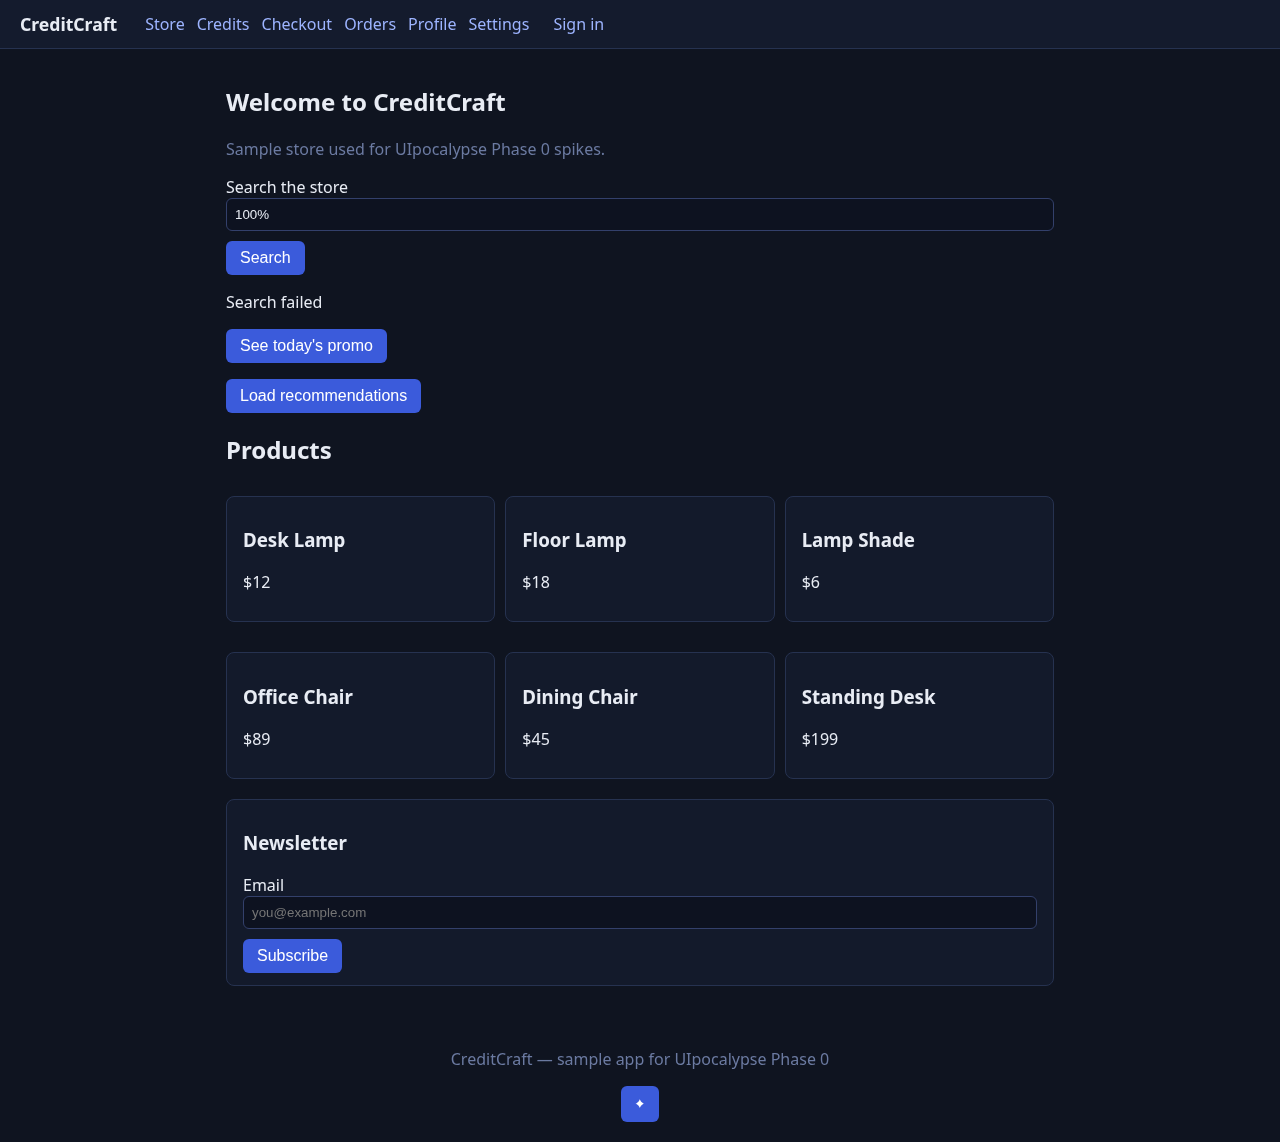 CreditCraft Store Credits Checkout Orders Profile Settings Sign in
Welcome to CreditCraft
Sample store used for UIpocalypse Phase 0 spikes.
Search the store
100%
Search
Search failed
See today's promo
Load recommendations
Products
Desk Lamp
$12
Floor Lamp
$18
Lamp Shade
$6
Office Chair
$89
Dining Chair
$45
Standing Desk
$199
Newsletter
Email
you@example.com
Subscribe
CreditCraft — sample app for UIpocalypse Phase 0
✦